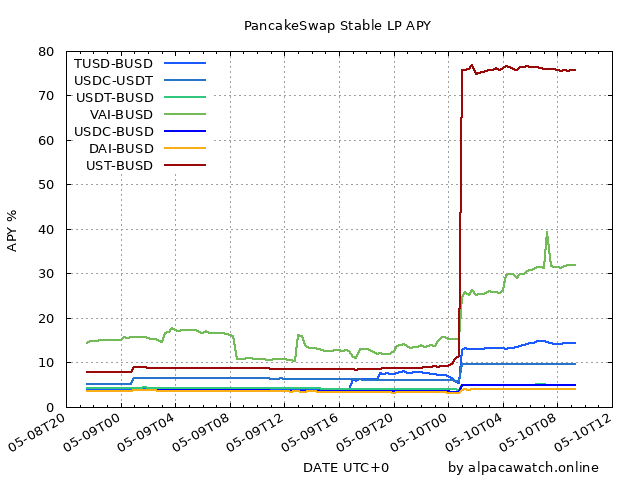 PancakeSwap Stable LP APY
80
70
60
50
40
30
20
10
0
APY %
TUSD-BUSD
USDC-USDT
USDT-BUSD
VAI-BUSD
USDC-BUSD
DAI-BUSD
UST-BUSD
05-08T20
05-09T00
05-09T04
05-09T08
05-09T12
05-09T16
05-09T20
05-10T00
05-10T04
05-10T08
05-10T12
DATE UTC+0
by alpacawatch.online